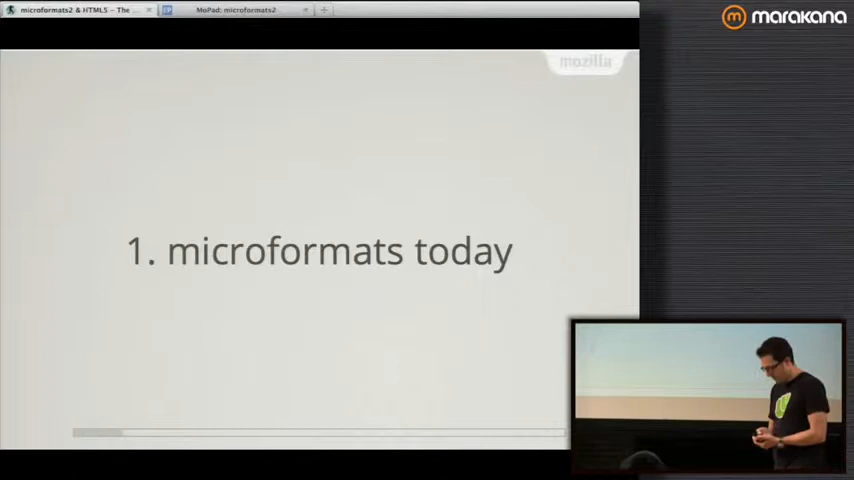 microformats2 & HTML5 – The ...
MoPad: microformats2
marakana
mozilla
1. microformats today